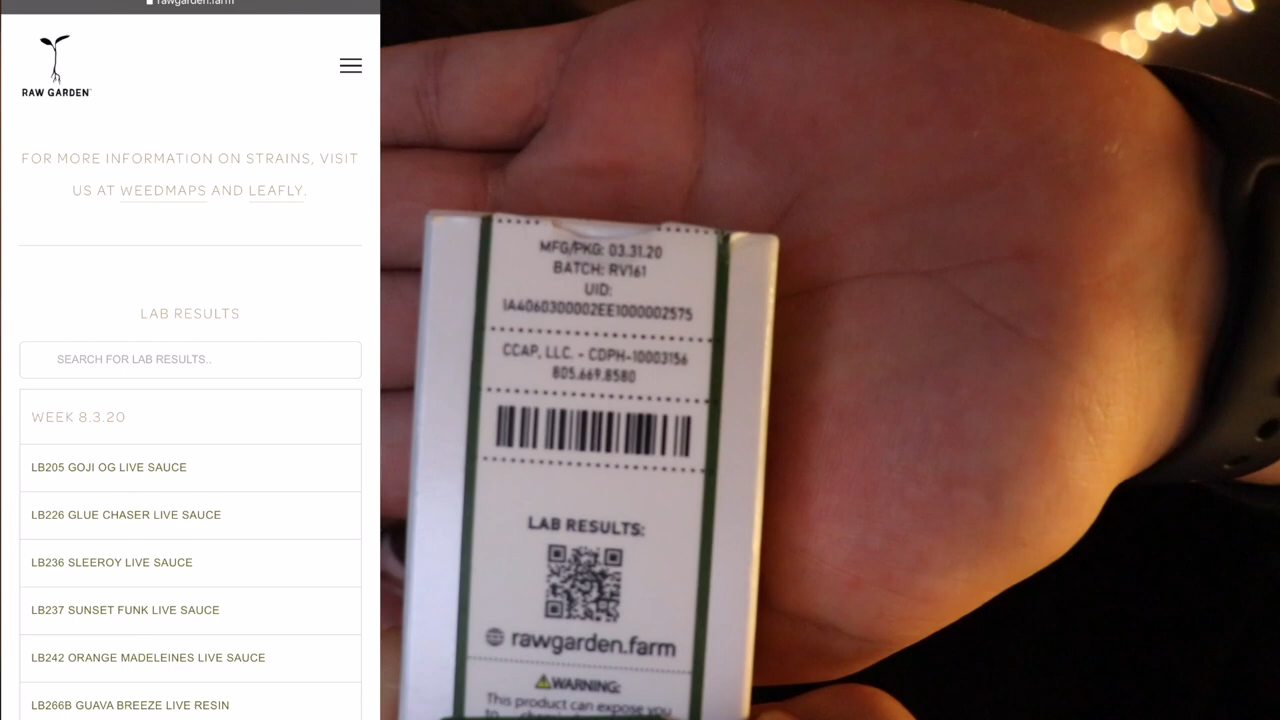 rawgarden.farm
RAW GARDEN
FOR MORE INFORMATION ON STRAINS, VISIT
US AT WEEDMAPS AND LEAFLY.
LAB RESULTS
SEARCH FOR LAB RESULTS..
WEEK 8.3.20
LB205 GOJI OG LIVE SAUCE
LB226 GLUE CHASER LIVE SAUCE
LB236 SLEEROY LIVE SAUCE
LB237 SUNSET FUNK LIVE SAUCE
LB242 ORANGE MADELEINES LIVE SAUCE
LB266B GUAVA BREEZE LIVE RESIN
MFG/PKG: 03.31.20
BATCH: RV161
UID:
1A4060300002EE1000002575
CCAP, LLC. - CDPH-10003156
805.669.8580
LAB RESULTS:
rawgarden.farm
WARNING:
This product can expose you
to